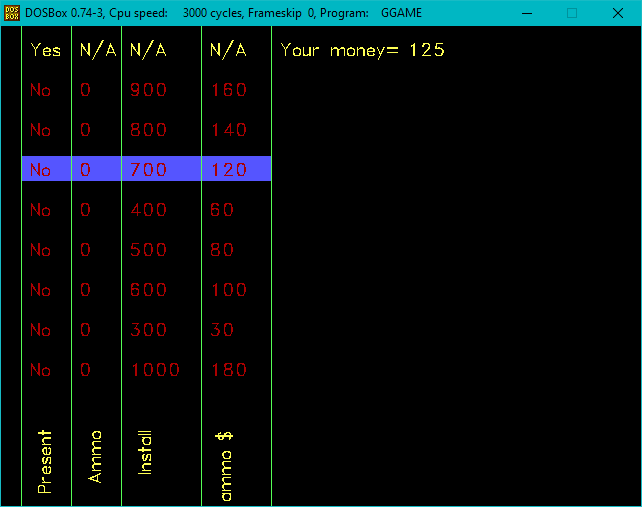 DOSBox 0.74-3, Cpu speed: 3000 cycles, Frameskip 0, Program: GGAME
Yes N/A N/A N/A Your money= 125
No 0 900 160
No 0 800 140
No 0 700 120
No 0 400 60
No 0 500 80
No 0 600 100
No 0 300 30
No 0 1000 180
Present Ammo Install ammo $